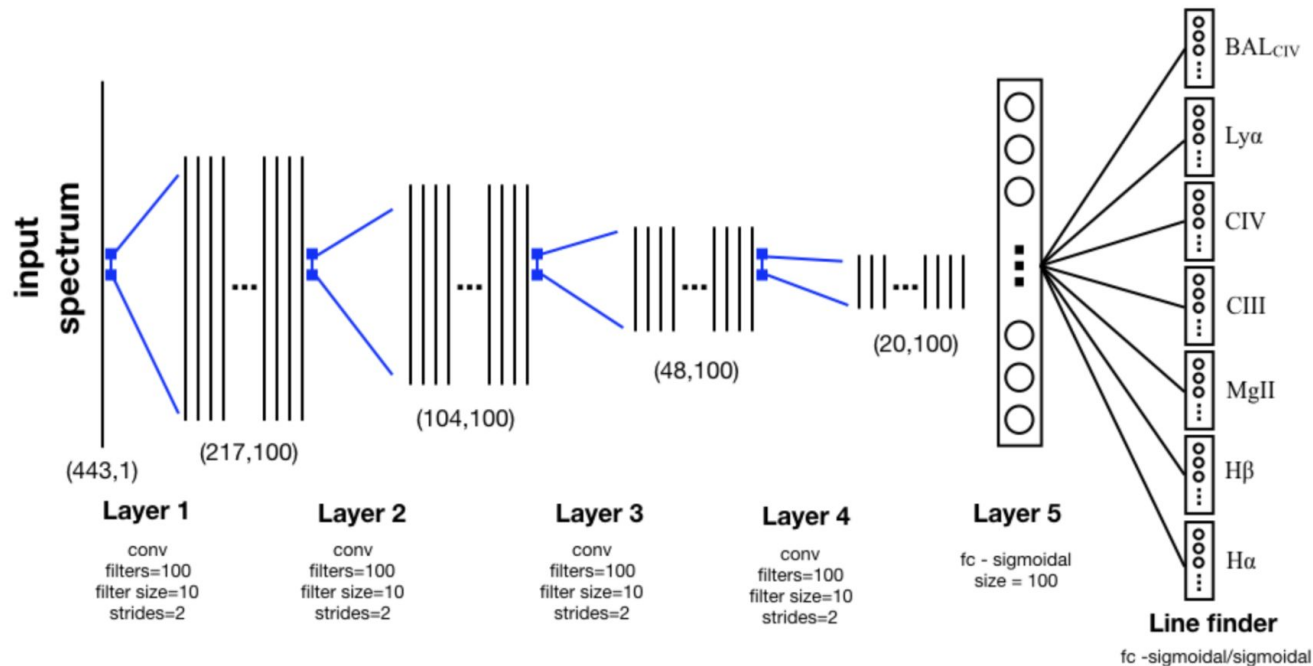 input
spectrum
(443,1)
...
(217,100)
...
(104,100)
...
(48,100)
...
(20,100)
BALCIV
Lyα
CIV
CIII
MgII
Hβ
Hα
Layer 1
conv
filters=100
filter size=10
strides=2
Layer 2
conv
filters=100
filter size=10
strides=2
Layer 3
conv
filters=100
filter size=10
strides=2
Layer 4
conv
filters=100
filter size=10
strides=2
Layer 5
fc - sigmoidal
size = 100
Line finder
fc -sigmoidal/sigmoidal